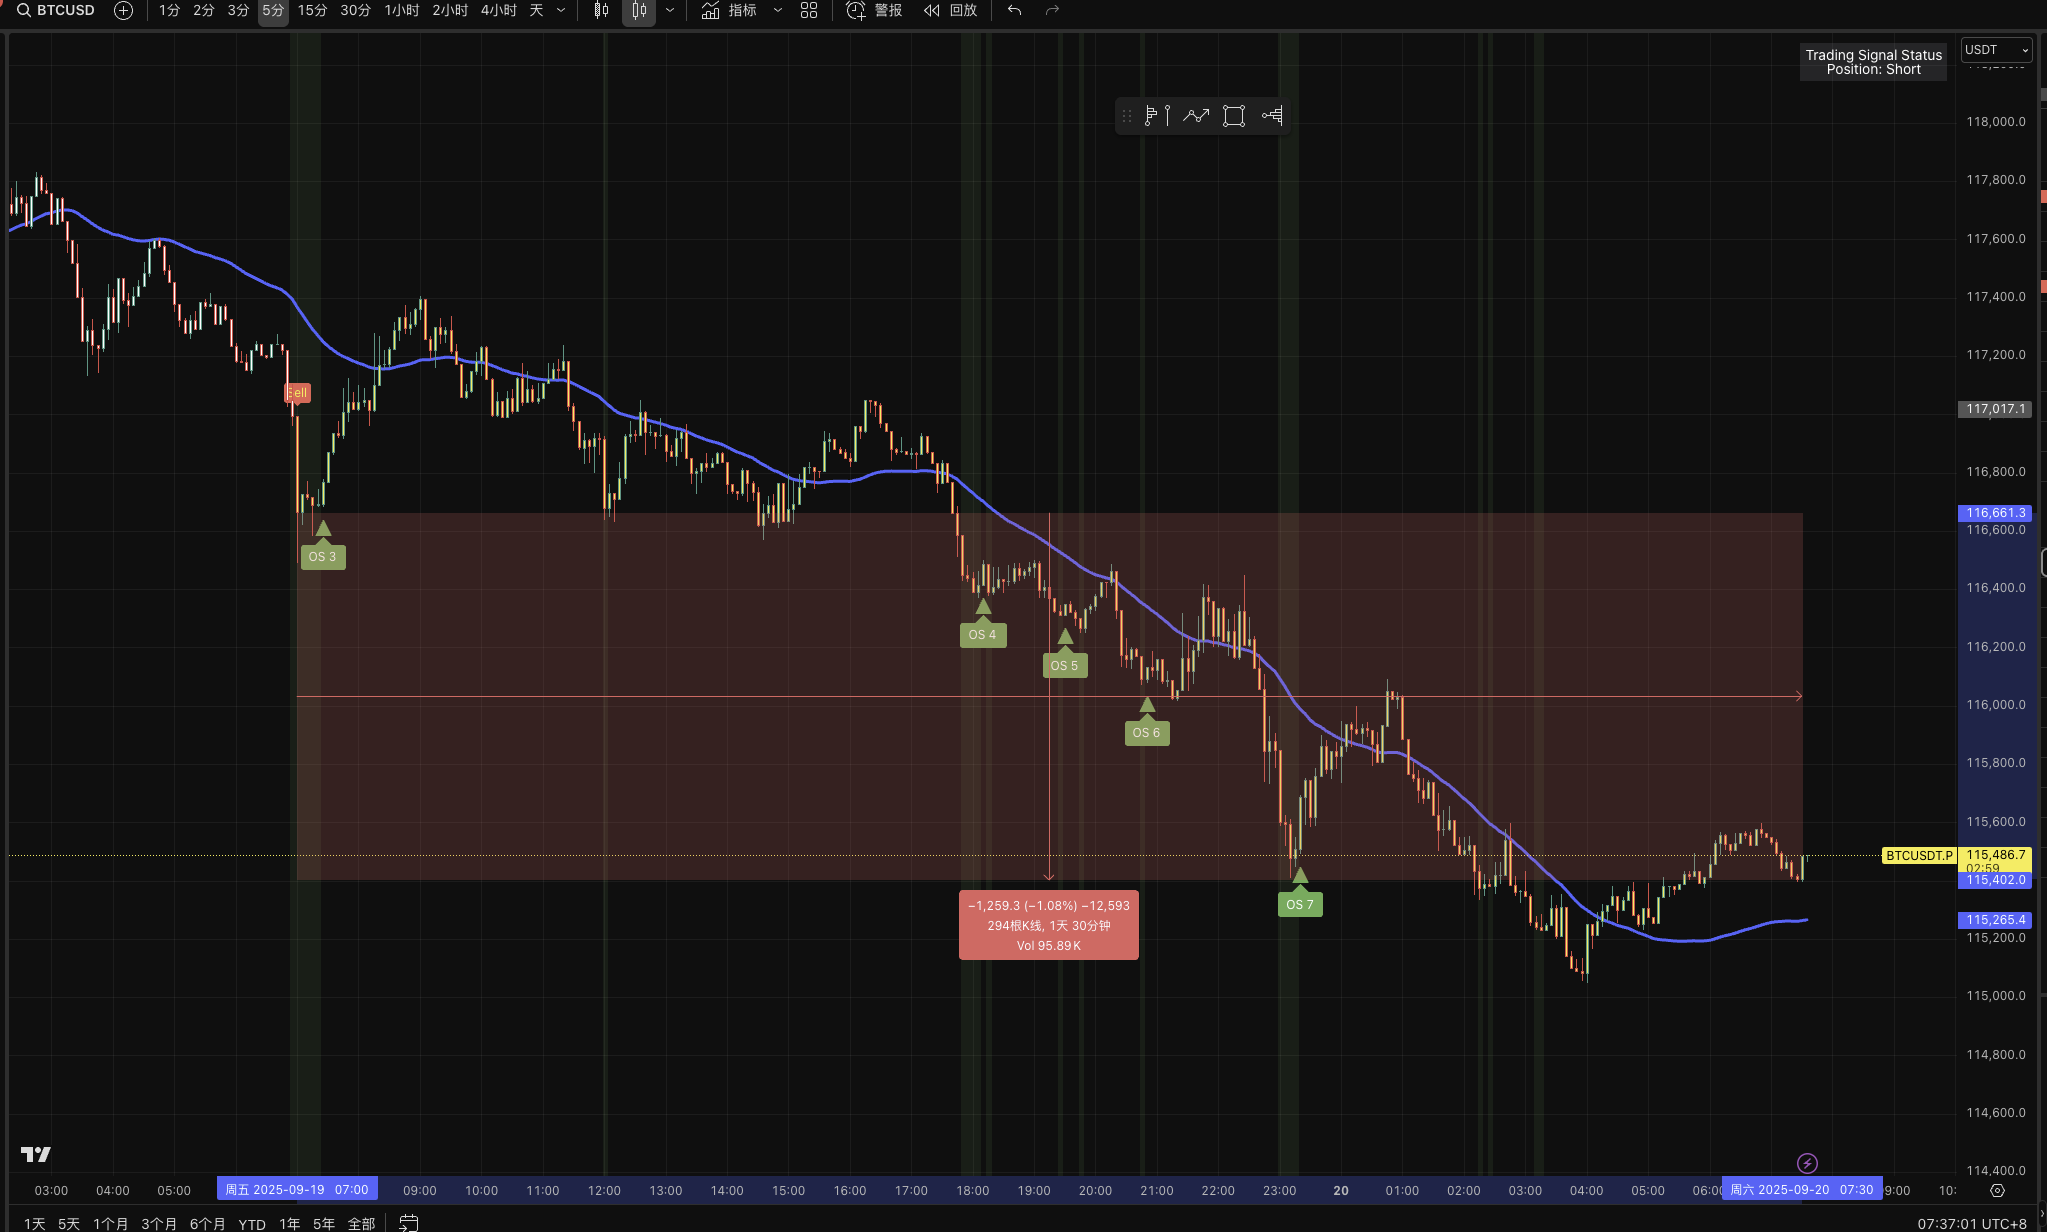 BTCUSD 1分 2分 3分 5分 15分 30分 1小时 2小时 4小时 天 指标 警报 回放
Trading Signal Status
Position: Short
USDT
118,000.0
117,800.0
117,600.0
117,400.0
117,200.0
117,017.1
116,800.0
116,661.3
116,600.0
116,400.0
116,200.0
116,000.0
115,800.0
115,600.0
BTCUSDT.P 115,486.7
02:59
115,402.0
115,265.4
115,200.0
115,000.0
114,800.0
114,600.0
114,400.0
Sell
OS 3
OS 4
OS 5
OS 6
OS 7
−1,259.3 (−1.08%) −12,593
294根K线, 1天 30分钟
Vol 95.89 K
03:00 04:00 05:00 周五 2025-09-19 07:00 09:00 10:00 11:00 12:00 13:00 14:00 15:00 16:00 17:00 18:00 19:00 20:00 21:00 22:00 23:00 20 01:00 02:00 03:00 04:00 05:00 周六 2025-09-20 07:30
1天 5天 1个月 3个月 6个月 YTD 1年 5年 全部 07:37:01 UTC+8